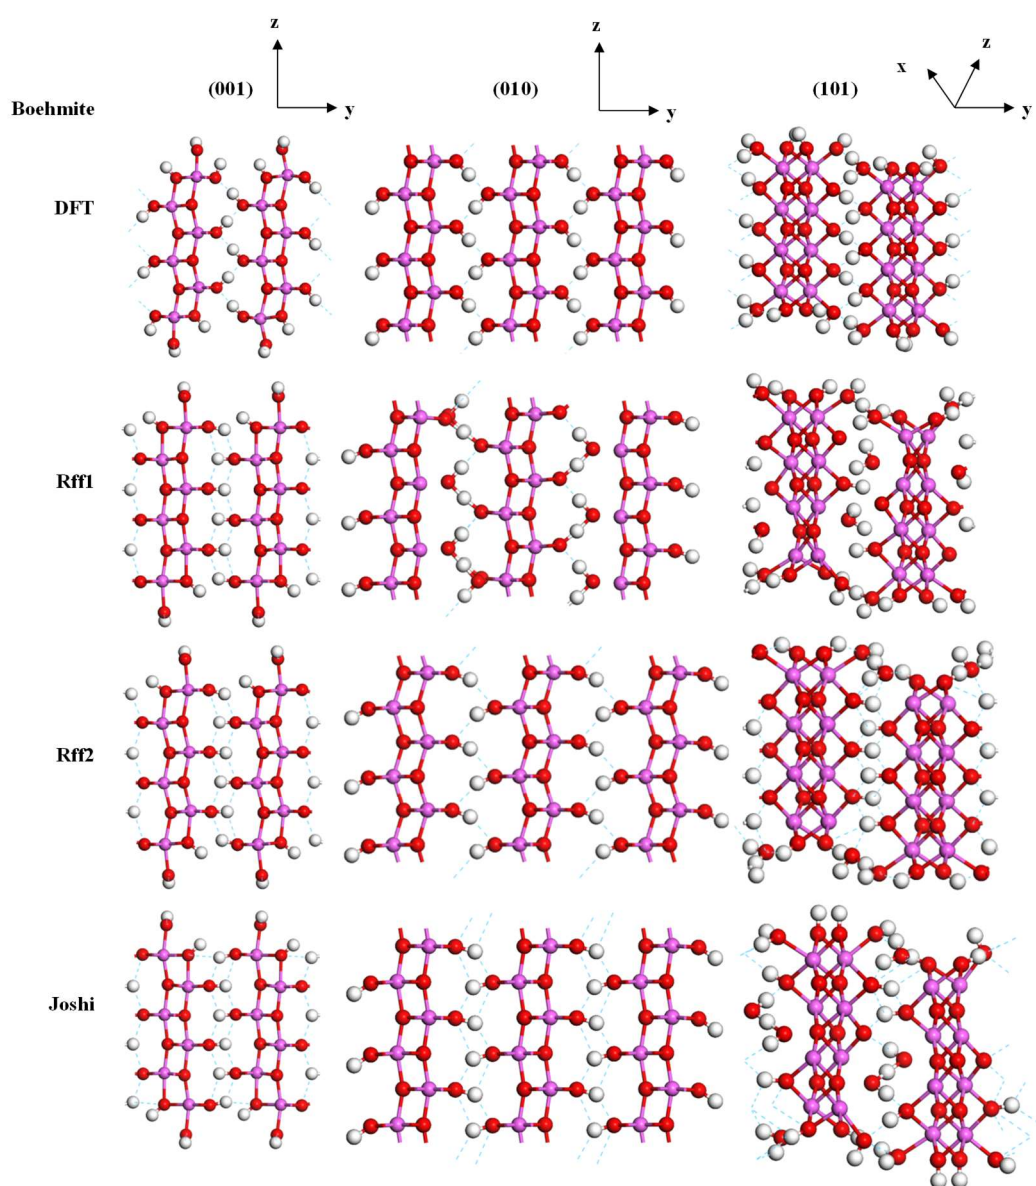 z
z
z
x
(001)
(010)
(101)
Boehmite
y
y
y
DFT
Rff1
Rff2
Joshi